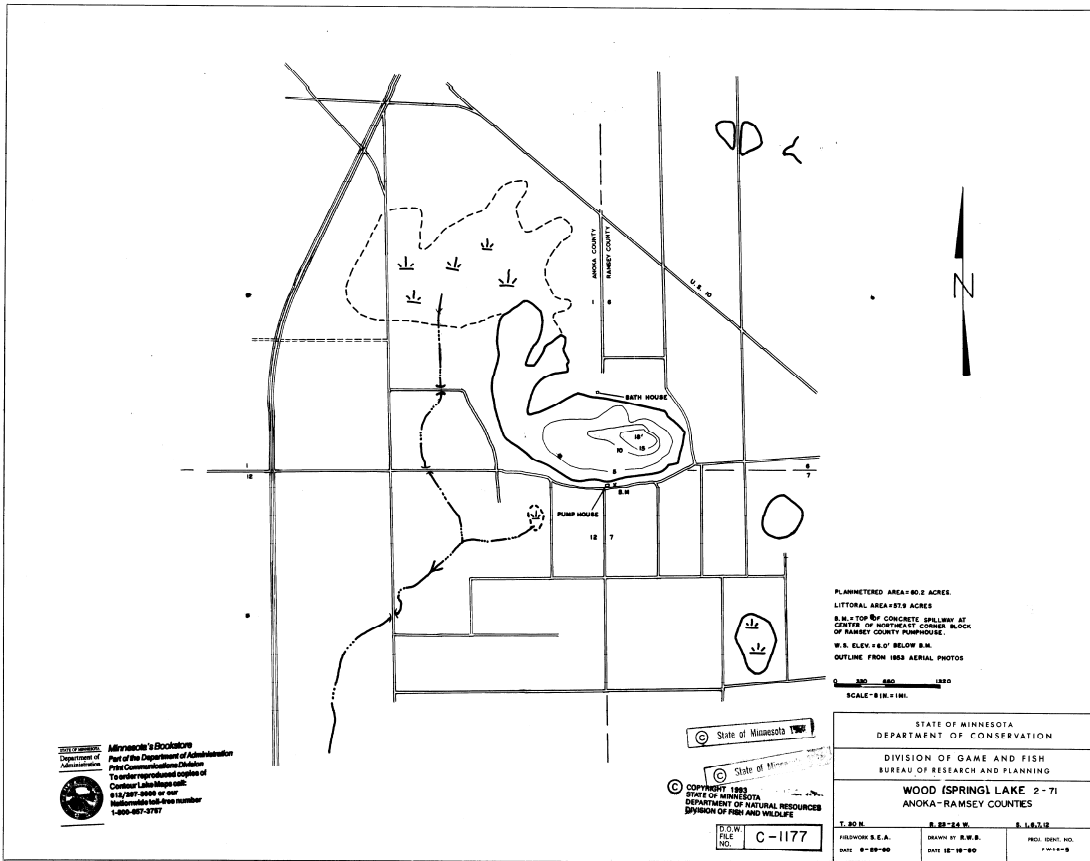 ANOKA COUNTY
RAMSEY COUNTY
1 6
U.S. 10
N
BATH HOUSE
18'
10 15
5
1
12
6
7
B.M
PUMP HOUSE
12 7
PLANIMETERED AREA = 60.2 ACRES.
LITTORAL AREA = 57.9 ACRES
B.M. = TOP OF CONCRETE SPILLWAY AT
CENTER OF NORTHEAST CORNER BLOCK
OF RAMSEY COUNTY PUMPHOUSE.
W.S. ELEV. = 6.0' BELOW B.M.
OUTLINE FROM 1953 AERIAL PHOTOS
0 330 660 1320
SCALE - 8 IN. = 1 MI.
STATE OF MINNESOTA
DEPARTMENT OF CONSERVATION
DIVISION OF GAME AND FISH
BUREAU OF RESEARCH AND PLANNING
WOOD (SPRING) LAKE 2-71
ANOKA-RAMSEY COUNTIES
T. 30 N. R. 23-24 W. S. 1,6,7,12
FIELDWORK S.E.A. DRAWN BY R.W.B. PROJ. IDENT. NO.
DATE DATE
STATE OF MINNESOTA
Department of
Administration
Minnesota's Bookstore
Part of the Department of Administration
Print Communications Division
To order reproduced copies of
Contour Lake Maps call:
612/297-3000 or our
Nationwide toll-free number
1-800-657-3757
© State of Minnesota
© State of
© COPYRIGHT 1993
STATE OF MINNESOTA
DEPARTMENT OF NATURAL RESOURCES
DIVISION OF FISH AND WILDLIFE
D.O.W.
FILE
NO.
C-1177